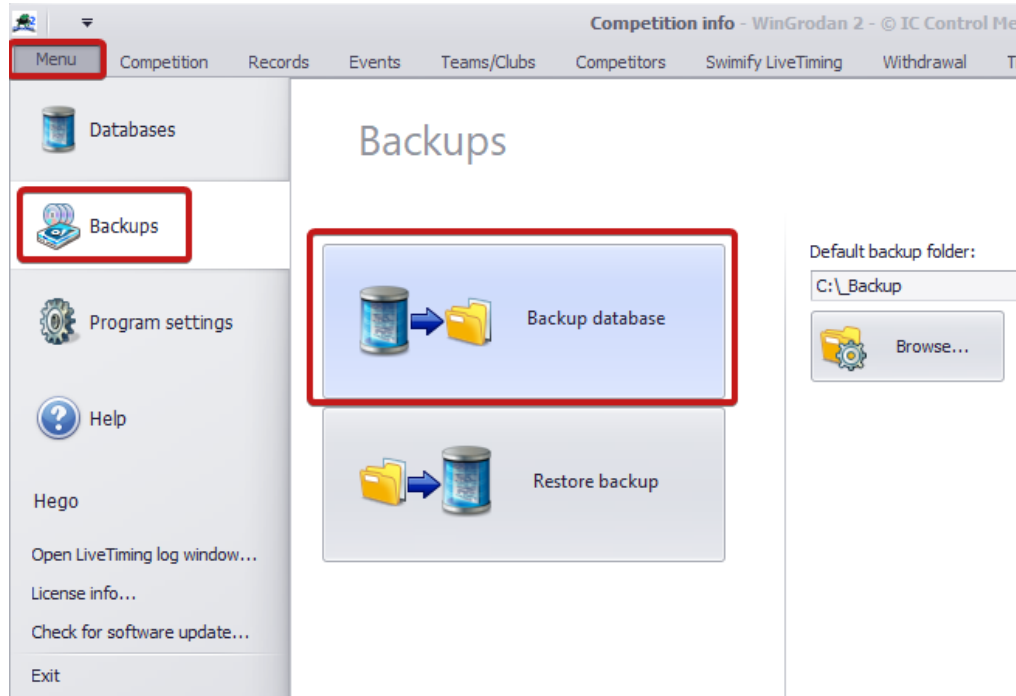 Competition info - WinGrodan 2 - © IC Control Me
Menu Competition Records Events Teams/Clubs Competitors Swimify LiveTiming Withdrawal T
Databases
Backups
Backups
Program settings
Help
Hego
Open LiveTiming log window...
License info...
Check for software update...
Exit
Backup database
Restore backup
Default backup folder:
C:\_Backup
Browse...